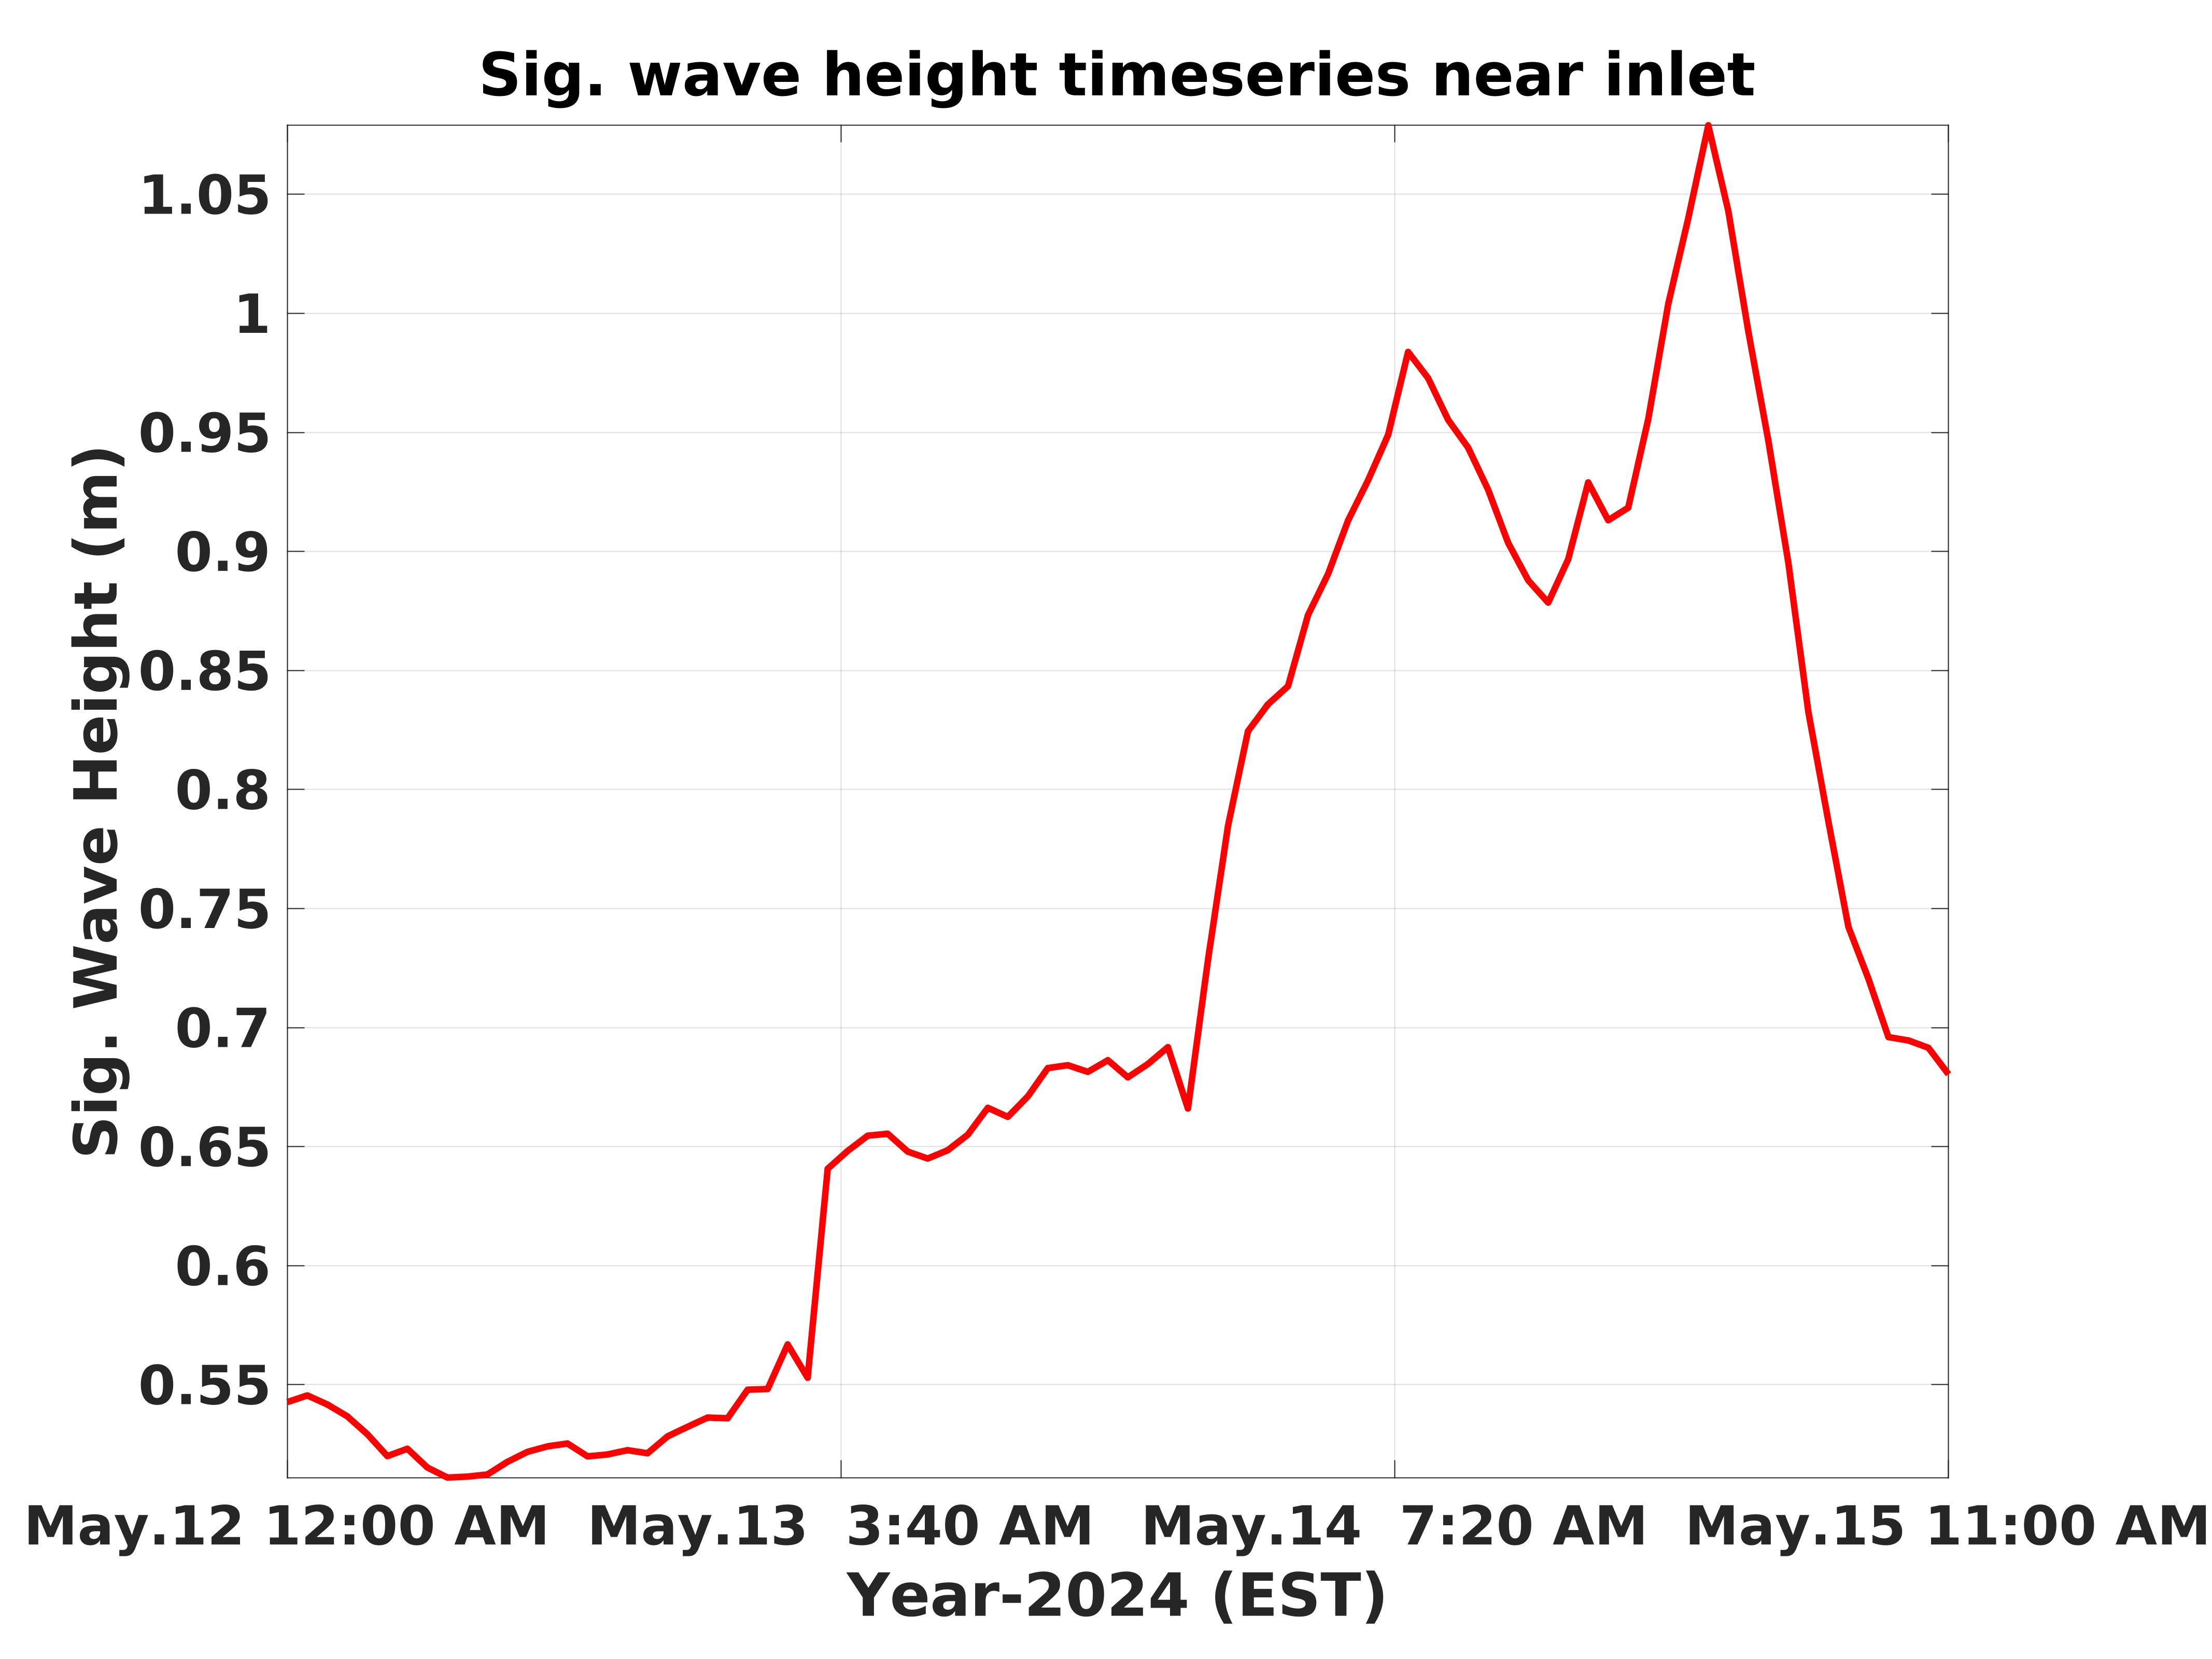 Sig. wave height timeseries near inlet
Sig. Wave Height (m)
1.05
1
0.95
0.9
0.85
0.8
0.75
0.7
0.65
0.6
0.55
May.12 12:00 AM May.13 3:40 AM May.14 7:20 AM May.15 11:00 AM
Year-2024 (EST)